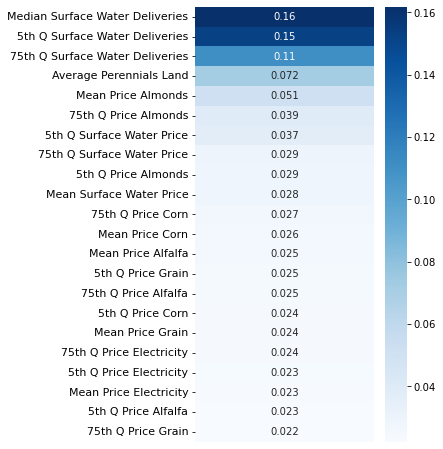 Median Surface Water Deliveries - 0.16
5th Q Surface Water Deliveries - 0.15
75th Q Surface Water Deliveries - 0.11
Average Perennials Land - 0.072
Mean Price Almonds - 0.051
75th Q Price Almonds - 0.039
5th Q Surface Water Price - 0.037
75th Q Surface Water Price - 0.029
5th Q Price Almonds - 0.029
Mean Surface Water Price - 0.028
75th Q Price Corn - 0.027
Mean Price Corn - 0.026
Mean Price Alfalfa - 0.025
5th Q Price Grain - 0.025
75th Q Price Alfalfa - 0.025
5th Q Price Corn - 0.024
Mean Price Grain - 0.024
75th Q Price Electricity - 0.024
5th Q Price Electricity - 0.023
Mean Price Electricity - 0.023
5th Q Price Alfalfa - 0.023
75th Q Price Grain - 0.022
0.16
0.14
0.12
0.10
0.08
0.06
0.04